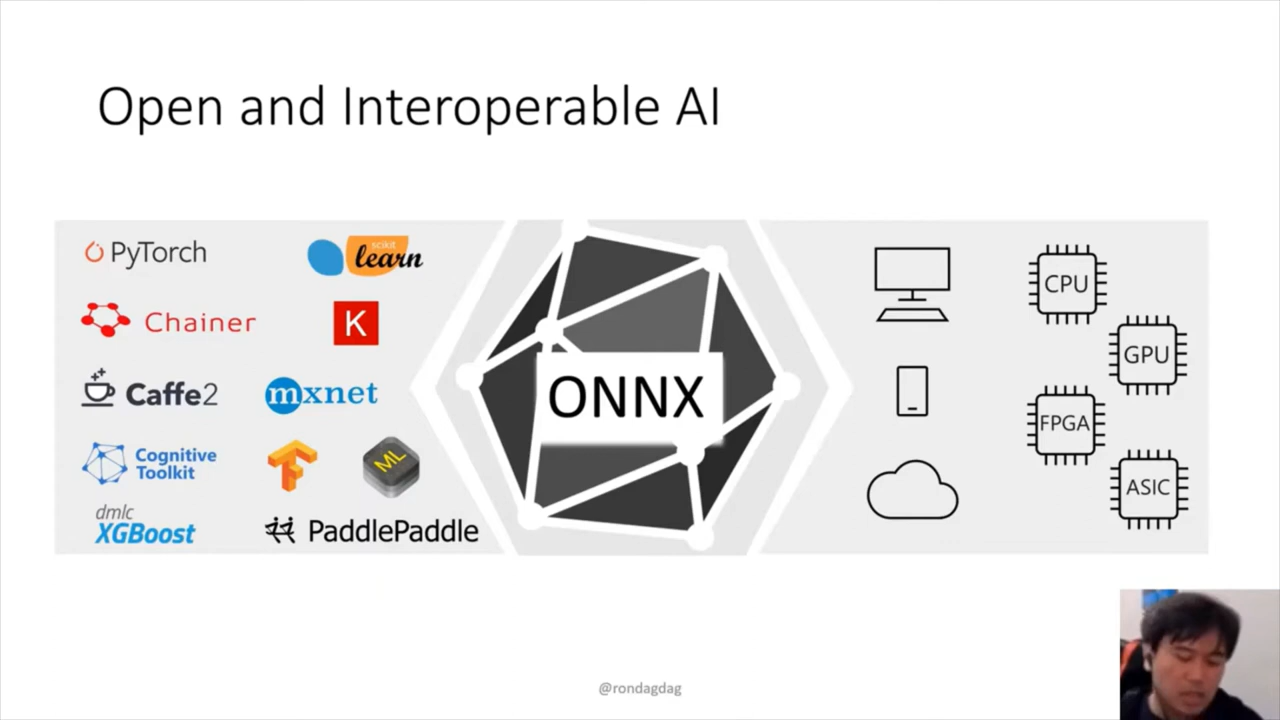 Open and Interoperable AI
PyTorch
scikit
learn
Chainer
K
Caffe2
mxnet
Cognitive
Toolkit
ML
dmlc
XGBoost
PaddlePaddle
ONNX
CPU
GPU
FPGA
ASIC
@rondagdag